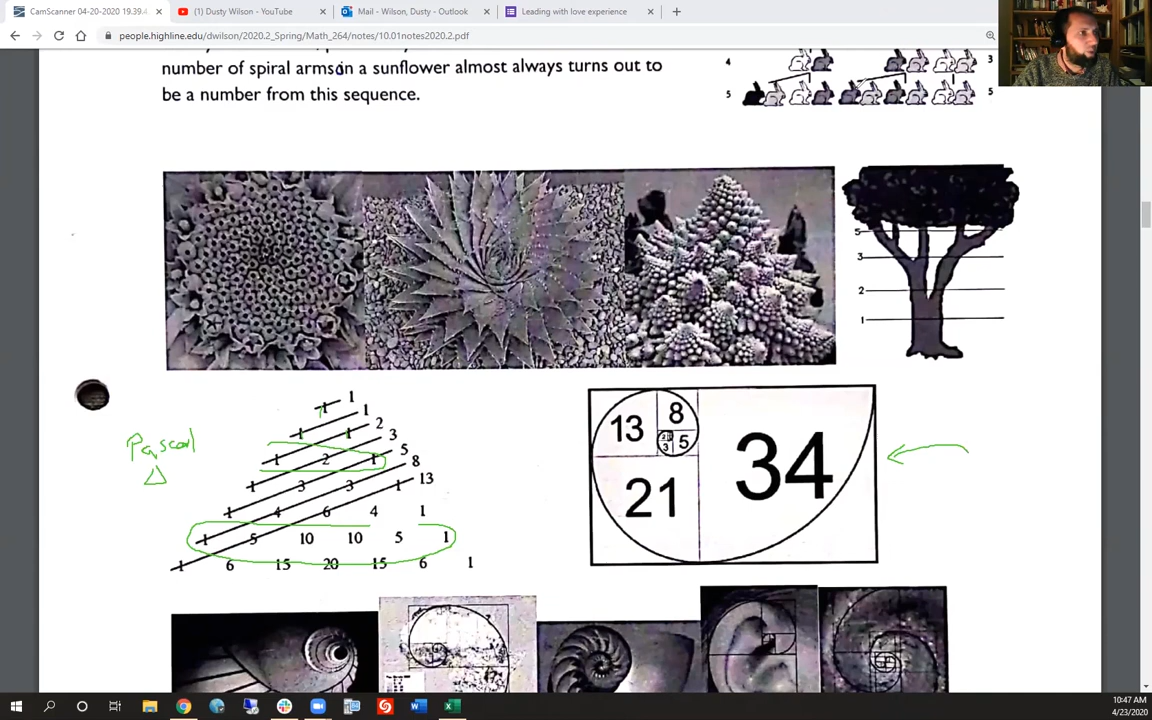 CamScanner 04-20-2020 19.39.4
(1) Dusty Wilson - YouTube
Mail - Wilson, Dusty - Outlook
Leading with love experience
people.highline.edu/dwilson/2020.2_Spring/Math_264/notes/10.01notes2020.2.pdf
number of spiral arms in a sunflower almost always turns out to
be a number from this sequence.
4
3
5
5
5
3
2
1
Pascal
1
1 1
1 1 2
1 2 1 3
1 3 3 1 5
1 4 6 4 1 8
1 5 10 10 5 1 13
1 6 15 20 15 6 1
13
8
5
3
34
21
10:47 AM
4/23/2020